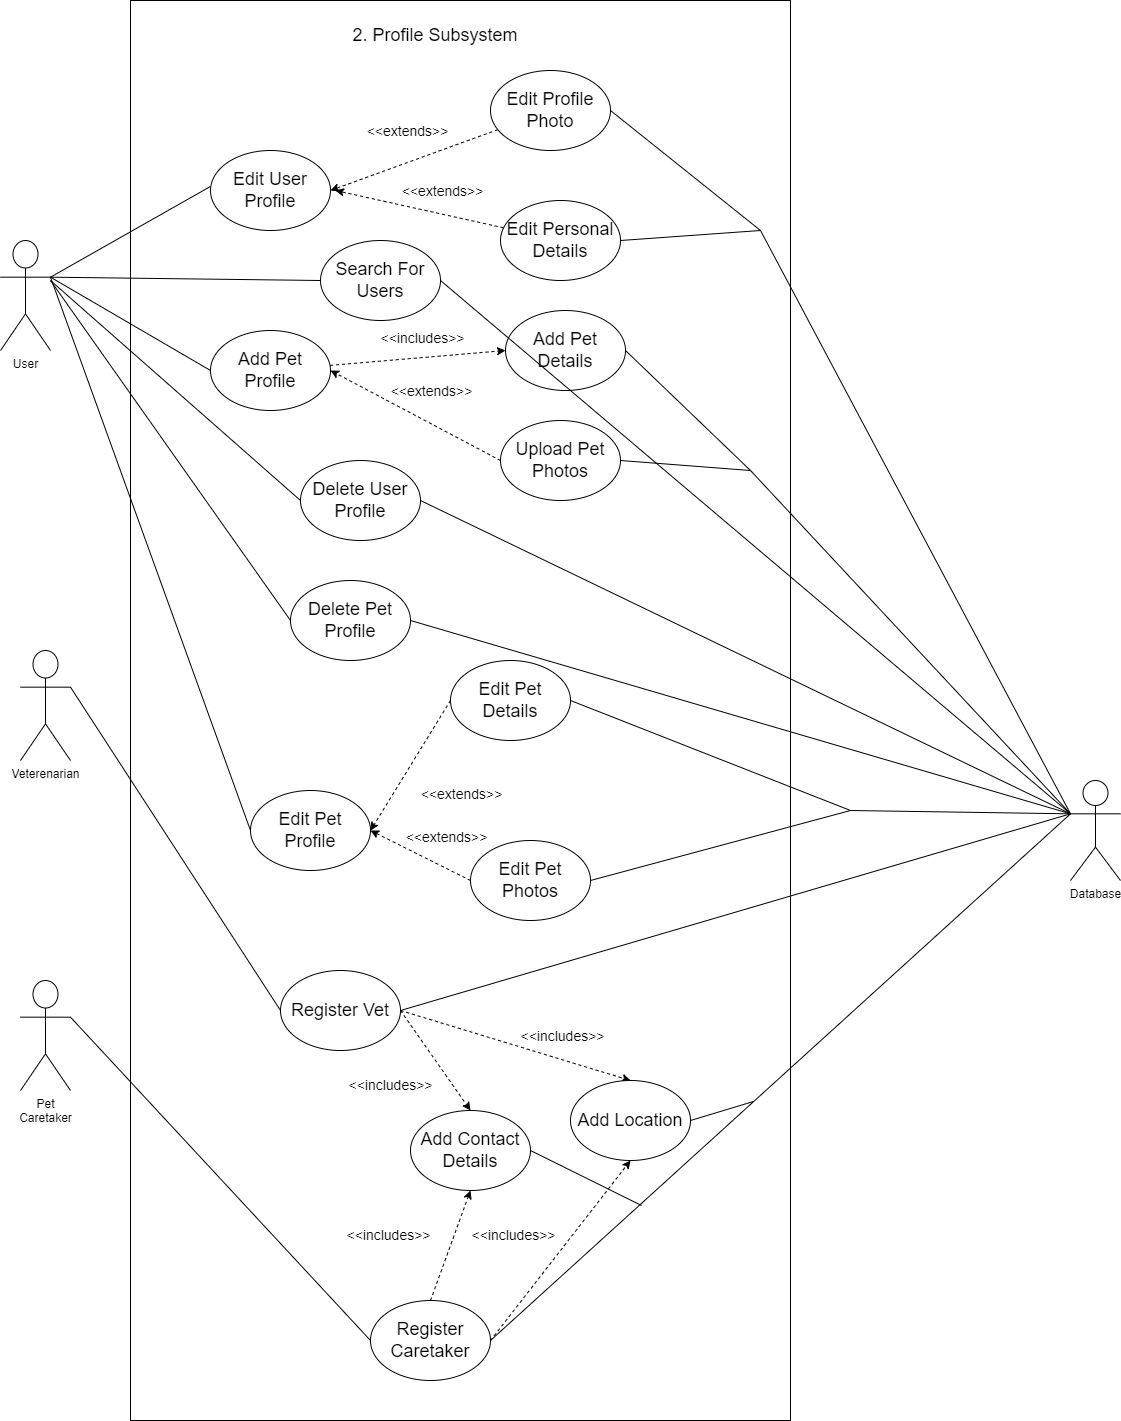 2. Profile Subsystem
Edit Profile
Photo
<<extends>>
Edit User
Profile
<<extends>>
Edit Personal
Details
Search For
Users
User
<<includes>>
Add Pet
Details
Add Pet
Profile
<<extends>>
Upload Pet
Photos
Delete User
Profile
Delete Pet
Profile
Veterenarian
Edit Pet
Details
<<extends>>
Edit Pet
Profile
<<extends>>
Edit Pet
Photos
Database
Register Vet
<<includes>>
<<includes>>
Pet
Caretaker
Add Location
Add Contact
Details
<<includes>>
<<includes>>
Register
Caretaker